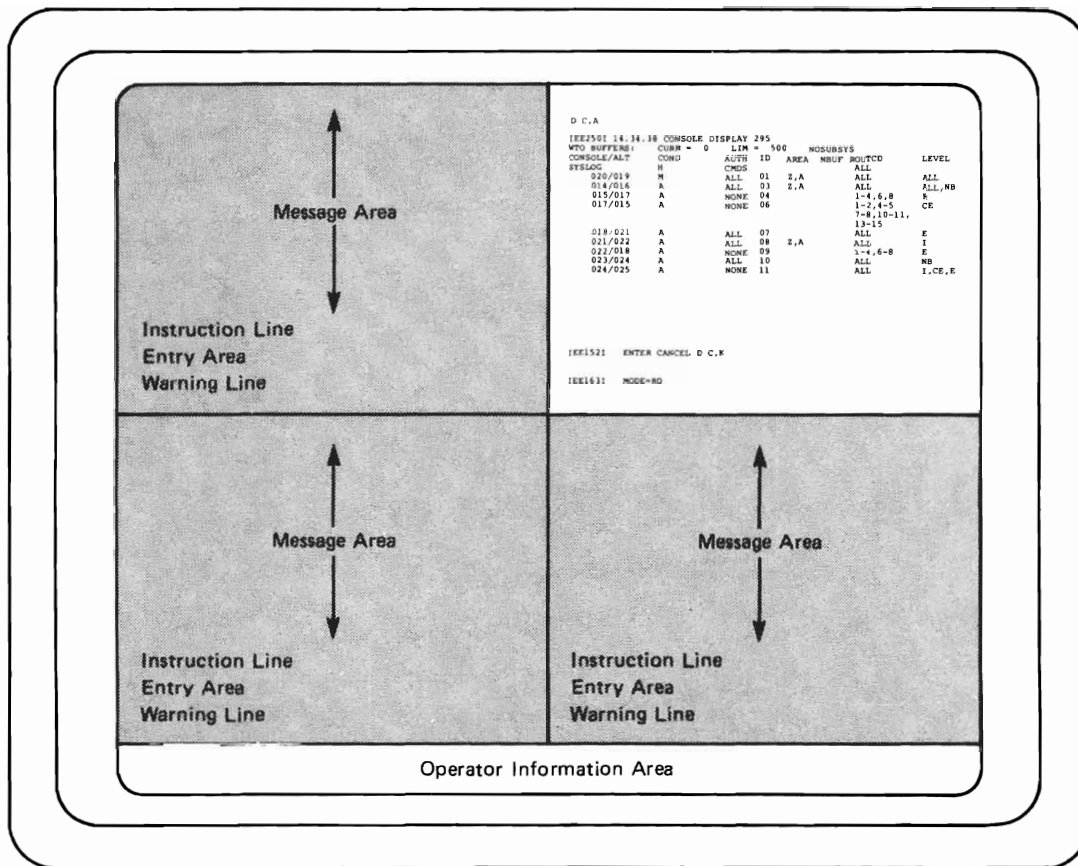 Message Area
Instruction Line
Entry Area
Warning Line
D C,A
IEE250I 14.34.38 CONSOLE DISPLAY 295
WTO BUFFERS: CURR = 0 LIM = 500 NOSUBSYS
CONSOLE/ALT COND AUTH ID AREA NBUF ROUTCD LEVEL
SYSLOG H CMDS ALL
020/019 M ALL 01 Z,A ALL ALL
014/016 A ALL 03 Z,A ALL ALL,NB
015/017 A NONE 04 1-4,6,8 R
017/015 A NONE 06 1-2,4-5 CE
7-8,10-11,
13-15
018/021 A ALL 07 ALL E
021/022 A ALL 08 Z,A ALL I
022/018 A NONE 09 1-4,6-8 E
023/024 A ALL 10 ALL NB
024/025 A NONE 11 ALL I,CE,E
IEE152I ENTER CANCEL D C,K
IEE163I MODE=RD
Message Area
Instruction Line
Entry Area
Warning Line
Message Area
Instruction Line
Entry Area
Warning Line
Operator Information Area